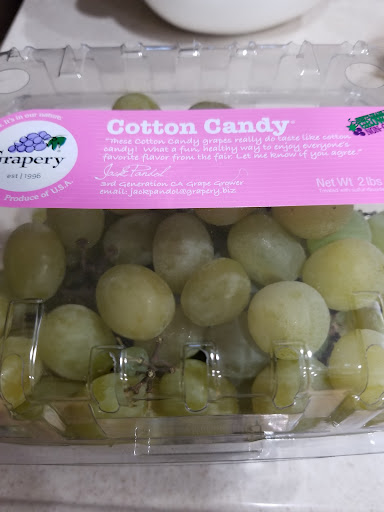 It's in our nature.
Grapery
est | 1996
Produce of U.S.A.
Cotton Candy
"These Cotton Candy grapes really do taste like cotton
candy! What a fun, healthy way to enjoy everyone's
favorite flavor from the fair. Let me know if you agree."
Jack Pandol
3rd Generation CA Grape Grower
email: jackpandol@grapery.biz
Net Wt. 2 lbs